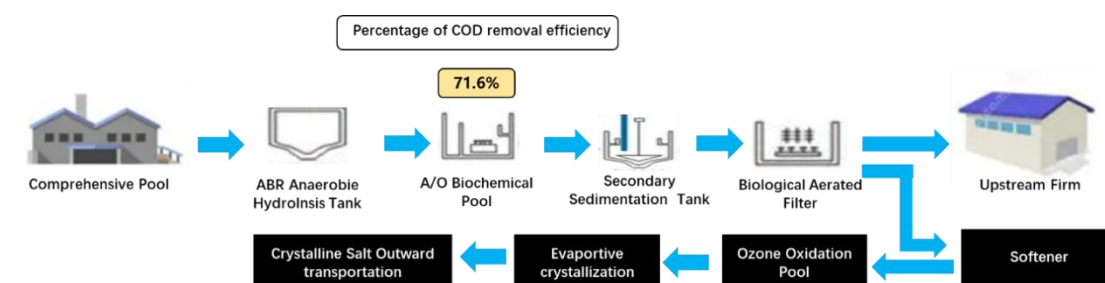 Percentage of COD removal efficiency
71.6%
Comprehensive Pool
ABR Anaerobie
Hydrolnsis Tank
A/O Biochemical
Pool
Secondary
Sedimentation Tank
Biological Aerated
Filter
Upstream Firm
Crystalline Salt Outward
transportation
Evaportive
crystallization
Ozone Oxidation
Pool
Softener